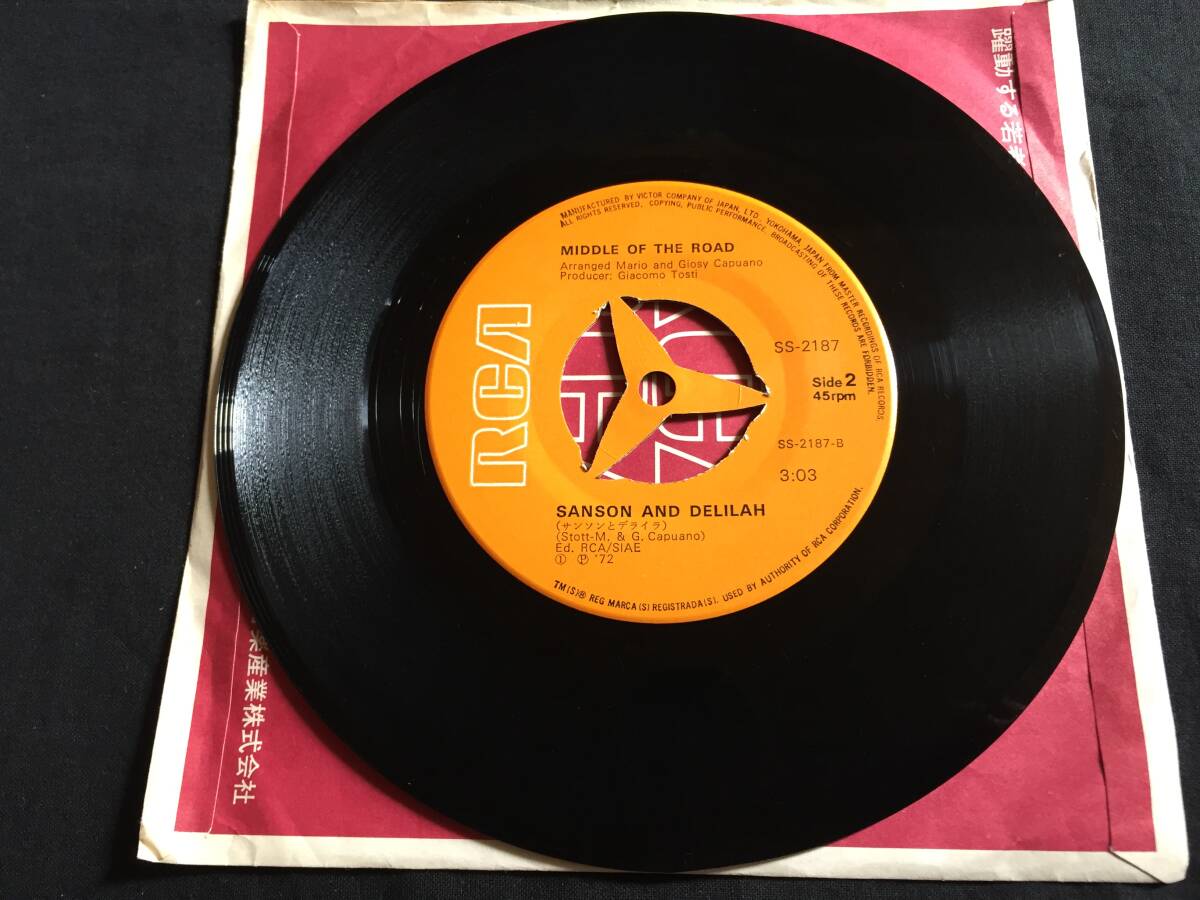 MANUFACTURED BY VICTOR COMPANY OF JAPAN, LTD. YOKOHAMA, JAPAN FROM MASTER RECORDINGS OF RCA RECORDS.
ALL RIGHTS RESERVED, COPYING, PUBLIC PERFORMANCE, BROADCASTING OF THESE RECORDS ARE FORBIDDEN.
MIDDLE OF THE ROAD
Arranged Mario and Giosy Capuano
Producer: Giacomo Tosti
RCA
SS-2187
Side 2
45rpm
SS-2187-B
3:03
SANSON AND DELILAH
(サンソンとデライラ)
(Stott-M. & G. Capuano)
Ed. RCA/SIAE
① Ⓟ '72
TM(S)® REG MARCA(S) REGISTRADA(S). USED BY AUTHORITY OF RCA CORPORATION.
躍動する若
業産業株式会社